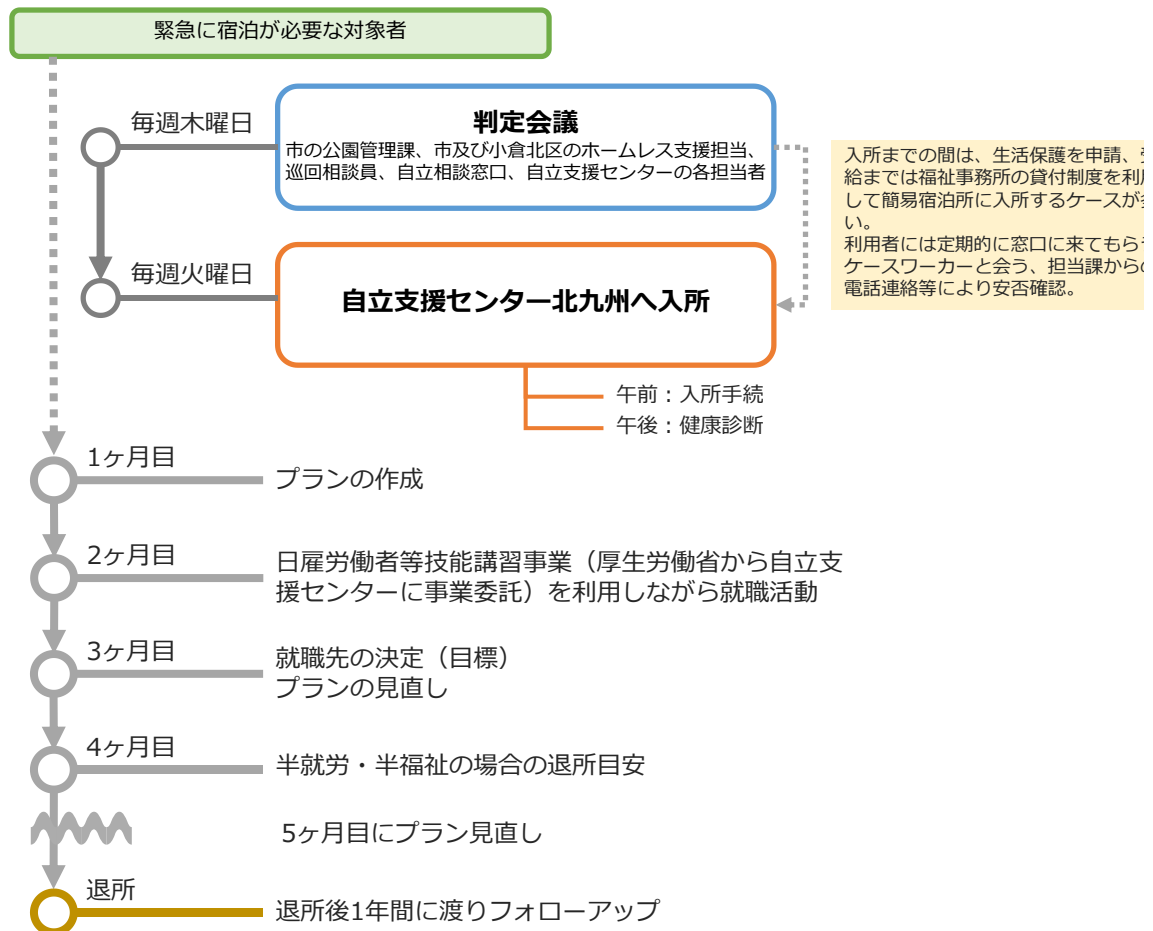 緊急に宿泊が必要な対象者
毎週木曜日
判定会議
市の公園管理課、市及び小倉北区のホームレス支援担当、
巡回相談員、自立相談窓口、自立支援センターの各担当者
入所までの間は、生活保護を申請、
給までは福祉事務所の貸付制度を利用
して簡易宿泊所に入所するケースが多
い。
利用者には定期的に窓口に来てもらう
ケースワーカーと会う、担当課からの
電話連絡等により安否確認。
毎週火曜日
自立支援センター北九州へ入所
午前：入所手続
午後：健康診断
1ヶ月目
プランの作成
2ヶ月目
日雇労働者等技能講習事業（厚生労働省から自立支
援センターに事業委託）を利用しながら就職活動
3ヶ月目
就職先の決定（目標）
プランの見直し
4ヶ月目
半就労・半福祉の場合の退所目安
5ヶ月目にプラン見直し
退所
退所後1年間に渡りフォローアップ